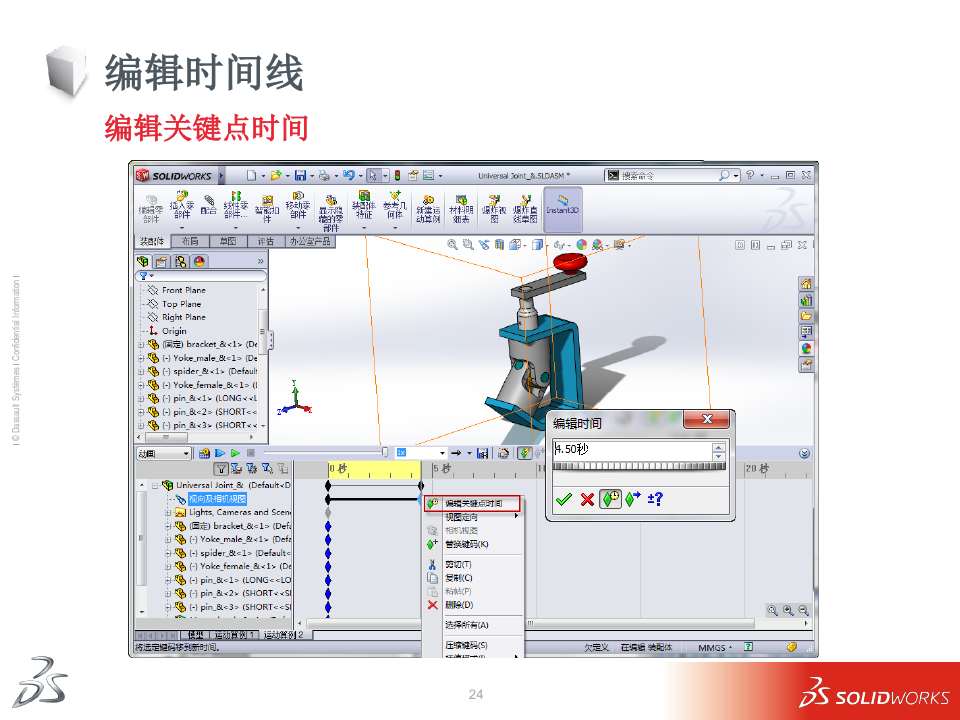 编辑时间线
编辑关键点时间
| © Dassault Systèmes | Confidential Information |
SOLIDWORKS
Universal Joint_&.SLDASM *
搜索命令
编辑零部件
插入零部件
配合
线性零部件...
智能扣件
移动零部件
显示隐藏的零部件
装配体特征
参考几何体
新建运动算例
材料明细表
爆炸视图
爆炸直线草图
Instant3D
装配体 布局 草图 评估 办公室产品
Front Plane
Top Plane
Right Plane
Origin
(固定) bracket_&<1> (De
(-) Yoke_male_&<1> (De
(-) spider_&<1> (Default
(-) Yoke_female_&<1> (
(-) pin_&<1> (LONG<<L
(-) pin_&<2> (SHORT<<
(-) pin_&<3> (SHORT<<
Y
Z
X
编辑时间
4.50秒
动画
1x
0 秒
5 秒
20 秒
Universal Joint_& (Default<D
视向及相机视图
Lights, Cameras and Scene
(固定) bracket_&<1> (Defa
(-) Yoke_male_&<1> (Defa
(-) spider_&<1> (Default<
(-) Yoke_female_&<1> (De
(-) pin_&<1> (LONG<<LO
(-) pin_&<2> (SHORT<<SI
(-) pin_&<3> (SHORT<<SI
编辑关键点时间
视图定向
相机视图
替换键码(K)
剪切(T)
复制(C)
粘帖(P)
删除(D)
选择所有(A)
压缩键码(S)
模型 运动算例 1 运动算例 2
将选定键码移到新时间。
欠定义 在编辑 装配体 MMGS
24
SOLIDWORKS